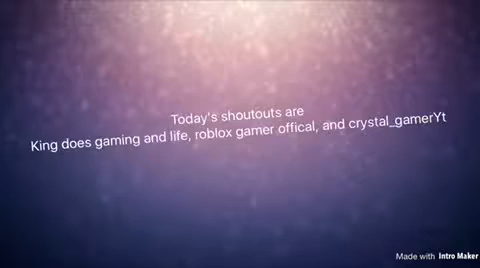 Today's shoutouts are
King does gaming and life, roblox gamer offical, and crystal_gamerYt
Made with Intro Maker